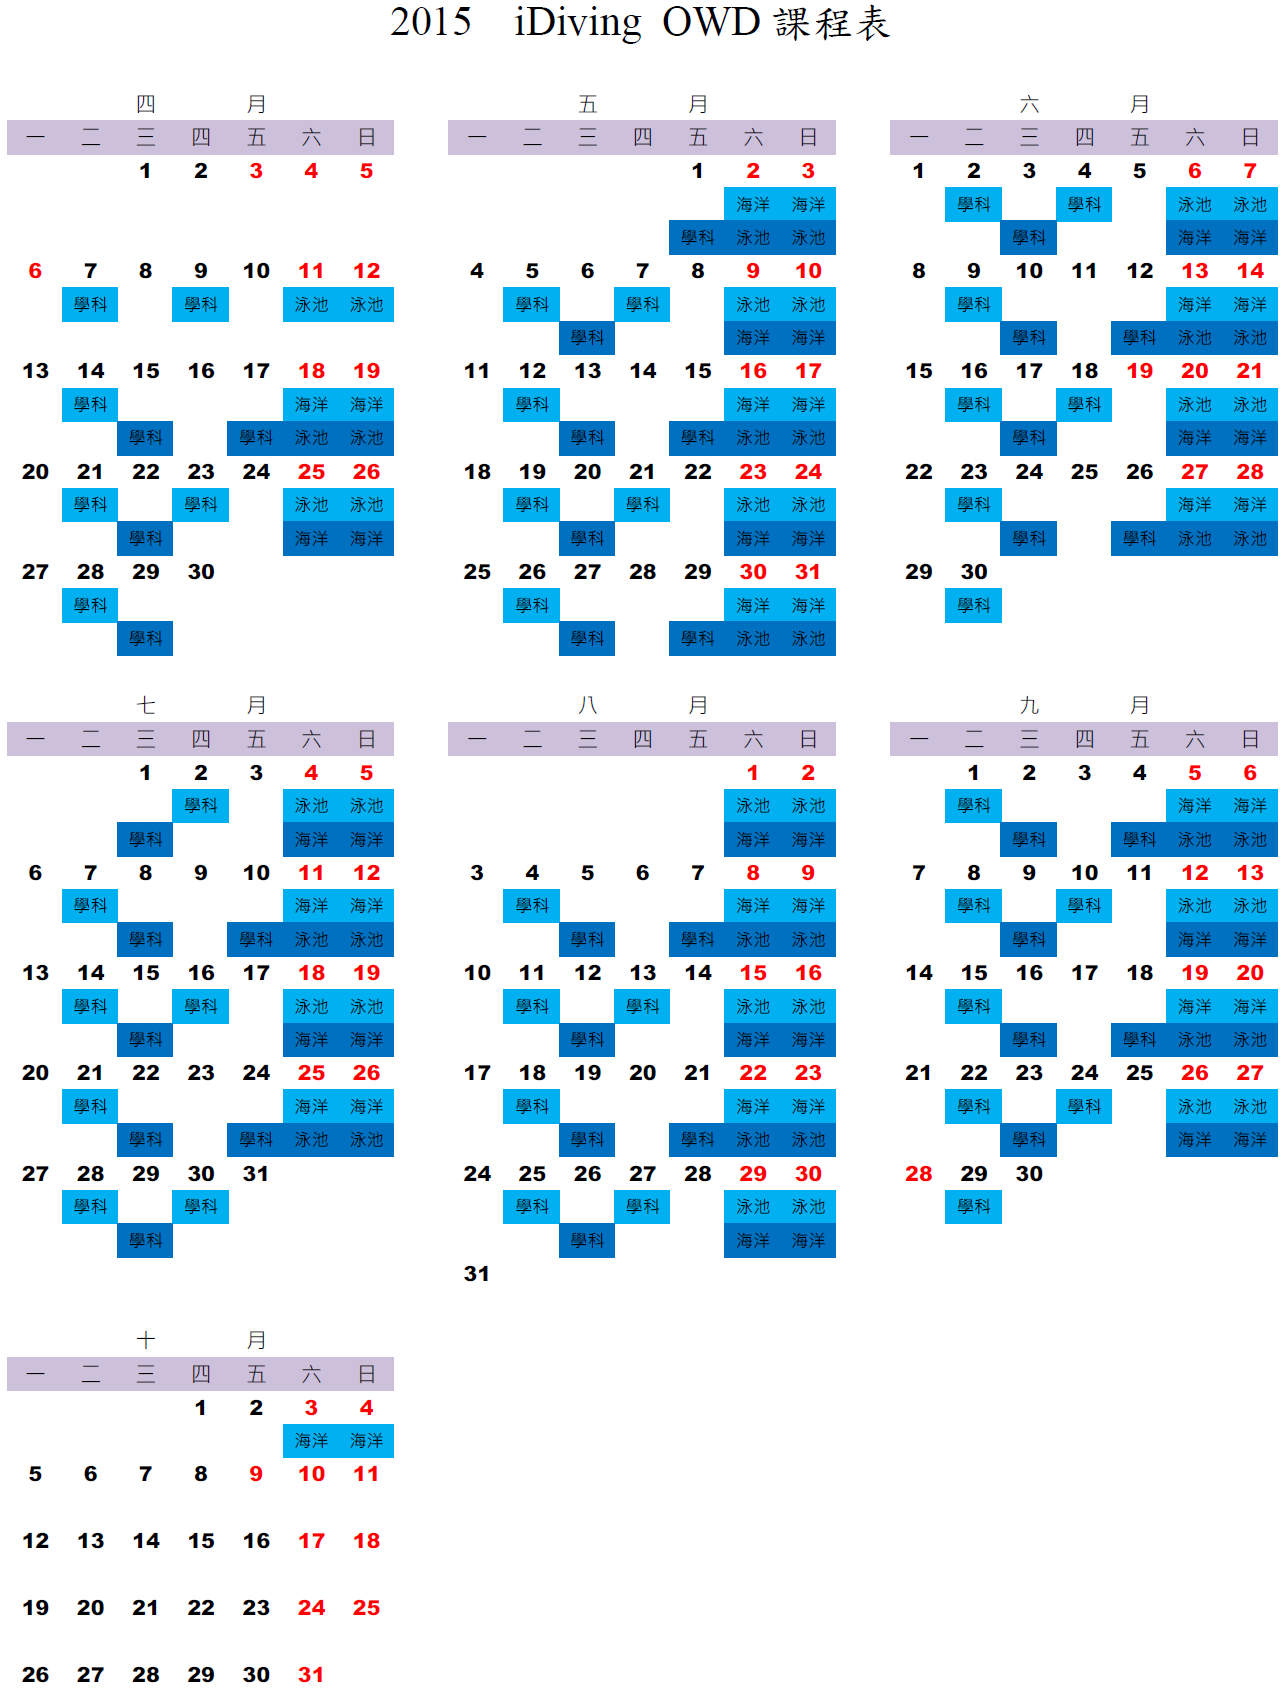 2015 iDiving OWD 課程表
四 月
一 二 三 四 五 六 日
1 2 3 4 5
6 7 8 9 10 11 12
學科 學科 泳池 泳池
13 14 15 16 17 18 19
學科 海洋 海洋
學科 學科 泳池 泳池
20 21 22 23 24 25 26
學科 學科 泳池 泳池
學科 海洋 海洋
27 28 29 30
學科
學科
五 月
一 二 三 四 五 六 日
1 2 3
海洋 海洋
學科 泳池 泳池
4 5 6 7 8 9 10
學科 學科 泳池 泳池
學科 海洋 海洋
11 12 13 14 15 16 17
學科 海洋 海洋
學科 學科 泳池 泳池
18 19 20 21 22 23 24
學科 學科 泳池 泳池
學科 海洋 海洋
25 26 27 28 29 30 31
學科 海洋 海洋
學科 學科 泳池 泳池
六 月
一 二 三 四 五 六 日
1 2 3 4 5 6 7
學科 學科 泳池 泳池
學科 海洋 海洋
8 9 10 11 12 13 14
學科 海洋 海洋
學科 學科 泳池 泳池
15 16 17 18 19 20 21
學科 學科 泳池 泳池
學科 海洋 海洋
22 23 24 25 26 27 28
學科 海洋 海洋
學科 學科 泳池 泳池
29 30
學科
七 月
一 二 三 四 五 六 日
1 2 3 4 5
學科 泳池 泳池
學科 海洋 海洋
6 7 8 9 10 11 12
學科 海洋 海洋
學科 學科 泳池 泳池
13 14 15 16 17 18 19
學科 學科 泳池 泳池
學科 海洋 海洋
20 21 22 23 24 25 26
學科 海洋 海洋
學科 學科 泳池 泳池
27 28 29 30 31
學科 學科
學科
八 月
一 二 三 四 五 六 日
1 2
泳池 泳池
海洋 海洋
3 4 5 6 7 8 9
學科 海洋 海洋
學科 學科 泳池 泳池
10 11 12 13 14 15 16
學科 學科 泳池 泳池
學科 海洋 海洋
17 18 19 20 21 22 23
學科 海洋 海洋
學科 學科 泳池 泳池
24 25 26 27 28 29 30
學科 學科 泳池 泳池
學科 海洋 海洋
31
九 月
一 二 三 四 五 六 日
1 2 3 4 5 6
學科 海洋 海洋
學科 學科 泳池 泳池
7 8 9 10 11 12 13
學科 學科 泳池 泳池
學科 海洋 海洋
14 15 16 17 18 19 20
學科 海洋 海洋
學科 學科 泳池 泳池
21 22 23 24 25 26 27
學科 學科 泳池 泳池
學科 海洋 海洋
28 29 30
學科
十 月
一 二 三 四 五 六 日
1 2 3 4
海洋 海洋
5 6 7 8 9 10 11
12 13 14 15 16 17 18
19 20 21 22 23 24 25
26 27 28 29 30 31